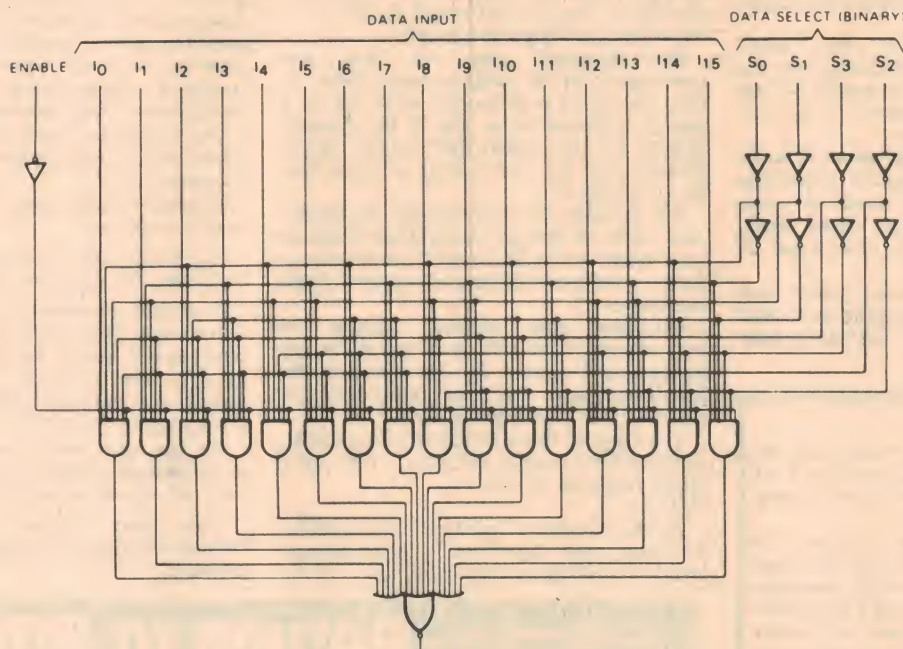 DATA INPUT DATA SELECT (BINARY)
ENABLE I0 I1 I2 I3 I4 I5 I6 I7 I8 I9 I10 I11 I12 I13 I14 I15 S0 S1 S3 S2